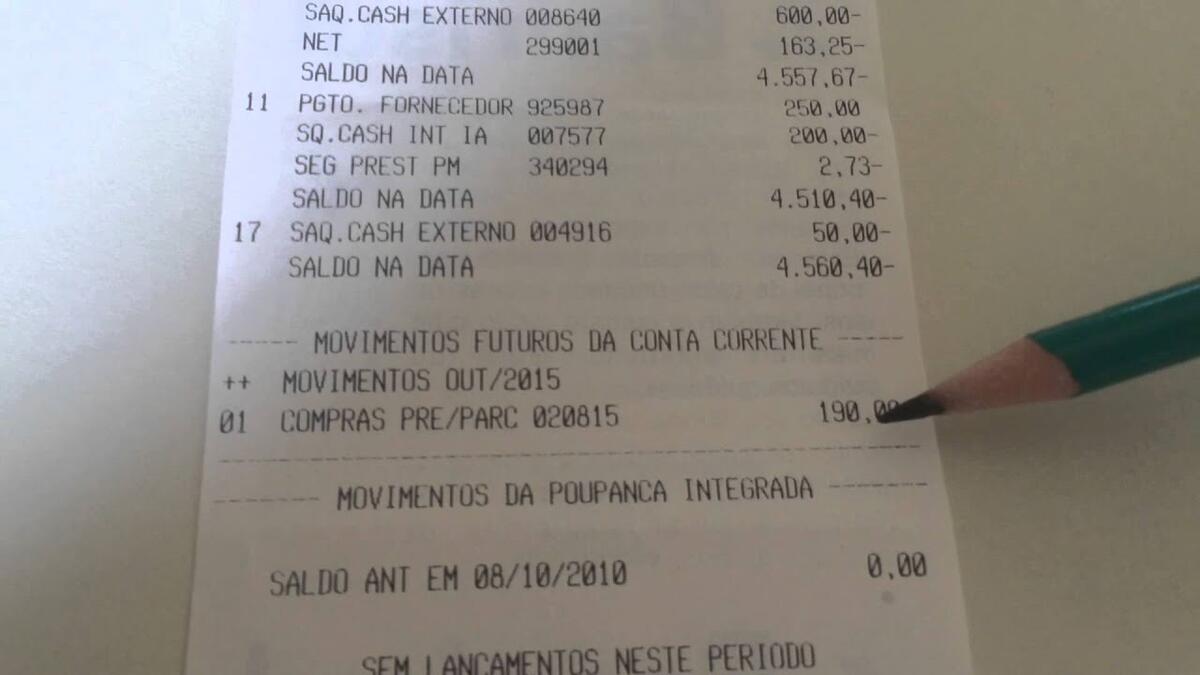 SAQ.CASH EXTERNO 008640 600,00-
NET 299001 163,25-
SALDO NA DATA 4.557,67-
11 PGTO. FORNECEDOR 925987 250,00
SQ.CASH INT IA 007577 200,00-
SEG PREST PM 340294 2,73-
SALDO NA DATA 4.510,40-
17 SAQ.CASH EXTERNO 004916 50,00-
SALDO NA DATA 4.560,40-
----- MOVIMENTOS FUTUROS DA CONTA CORRENTE -----
++ MOVIMENTOS OUT/2015
01 COMPRAS PRE/PARC 020815
------- MOVIMENTOS DA POUPANCA INTEGRADA -------
SALDO ANT EM 08/10/2010 0,00
SEM LANCAMENTOS NESTE PERIODO